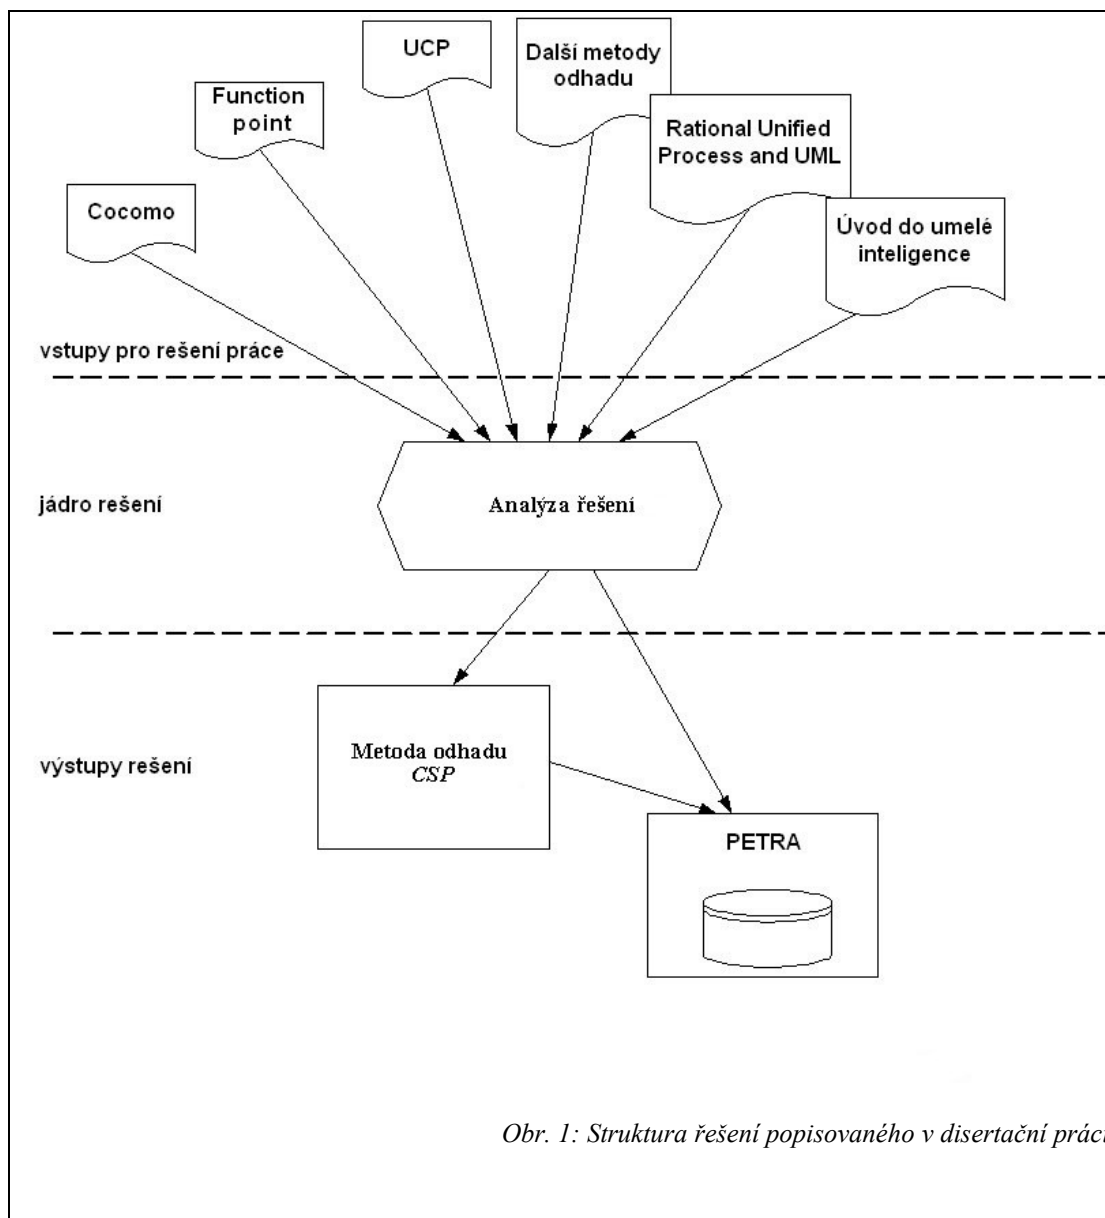 UCP
Další metody
odhadu
Function
point
Rational Unified
Process and UML
Cocomo
Úvod do umelé
inteligence
vstupy pro rešení práce
jádro rešení
Analýza řešení
výstupy rešení
Metoda odhadu
CSP
PETRA
Obr. 1: Struktura řešení popisovaného v disertační prác